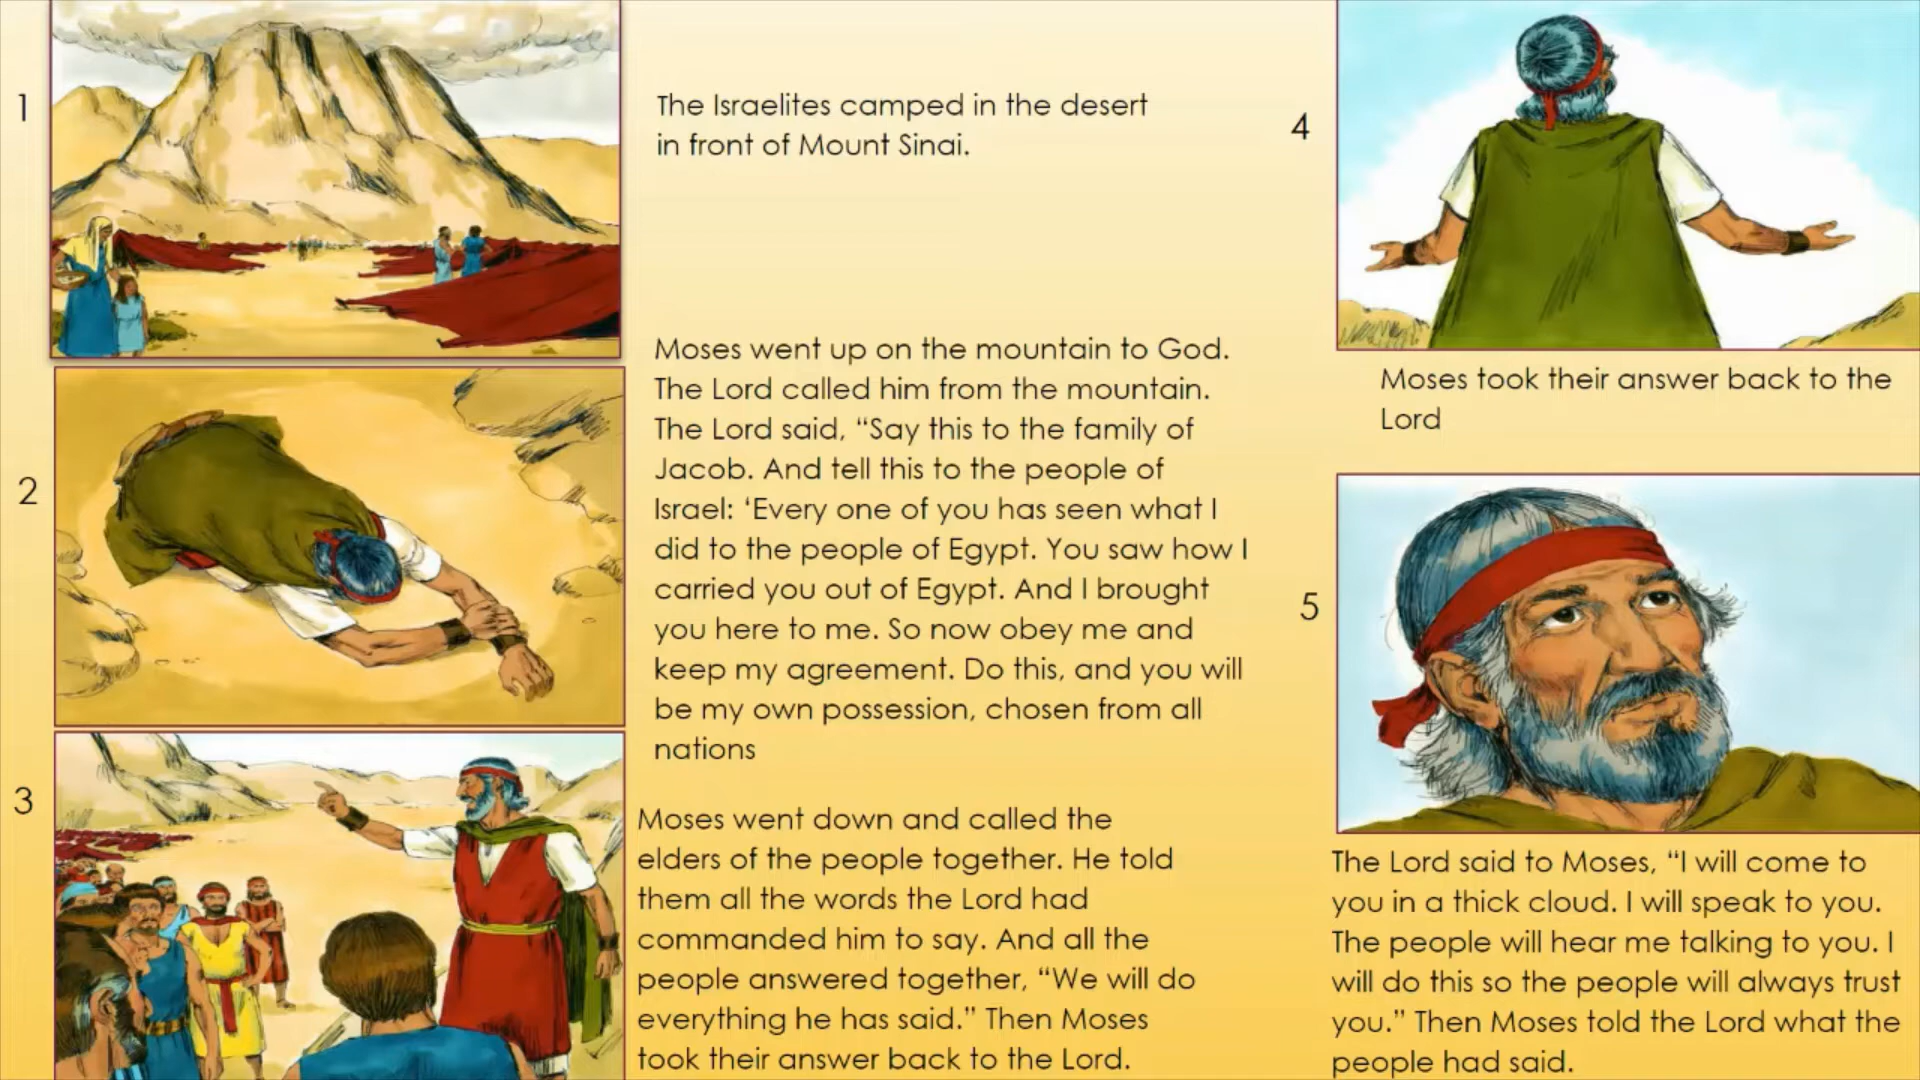 1
The Israelites camped in the desert
in front of Mount Sinai.
2
Moses went up on the mountain to God.
The Lord called him from the mountain.
The Lord said, “Say this to the family of
Jacob. And tell this to the people of
Israel: ‘Every one of you has seen what I
did to the people of Egypt. You saw how I
carried you out of Egypt. And I brought
you here to me. So now obey me and
keep my agreement. Do this, and you will
be my own possession, chosen from all
nations
3
Moses went down and called the
elders of the people together. He told
them all the words the Lord had
commanded him to say. And all the
people answered together, “We will do
everything he has said.” Then Moses
took their answer back to the Lord.
4
Moses took their answer back to the
Lord
5
The Lord said to Moses, “I will come to
you in a thick cloud. I will speak to you.
The people will hear me talking to you. I
will do this so the people will always trust
you.” Then Moses told the Lord what the
people had said.